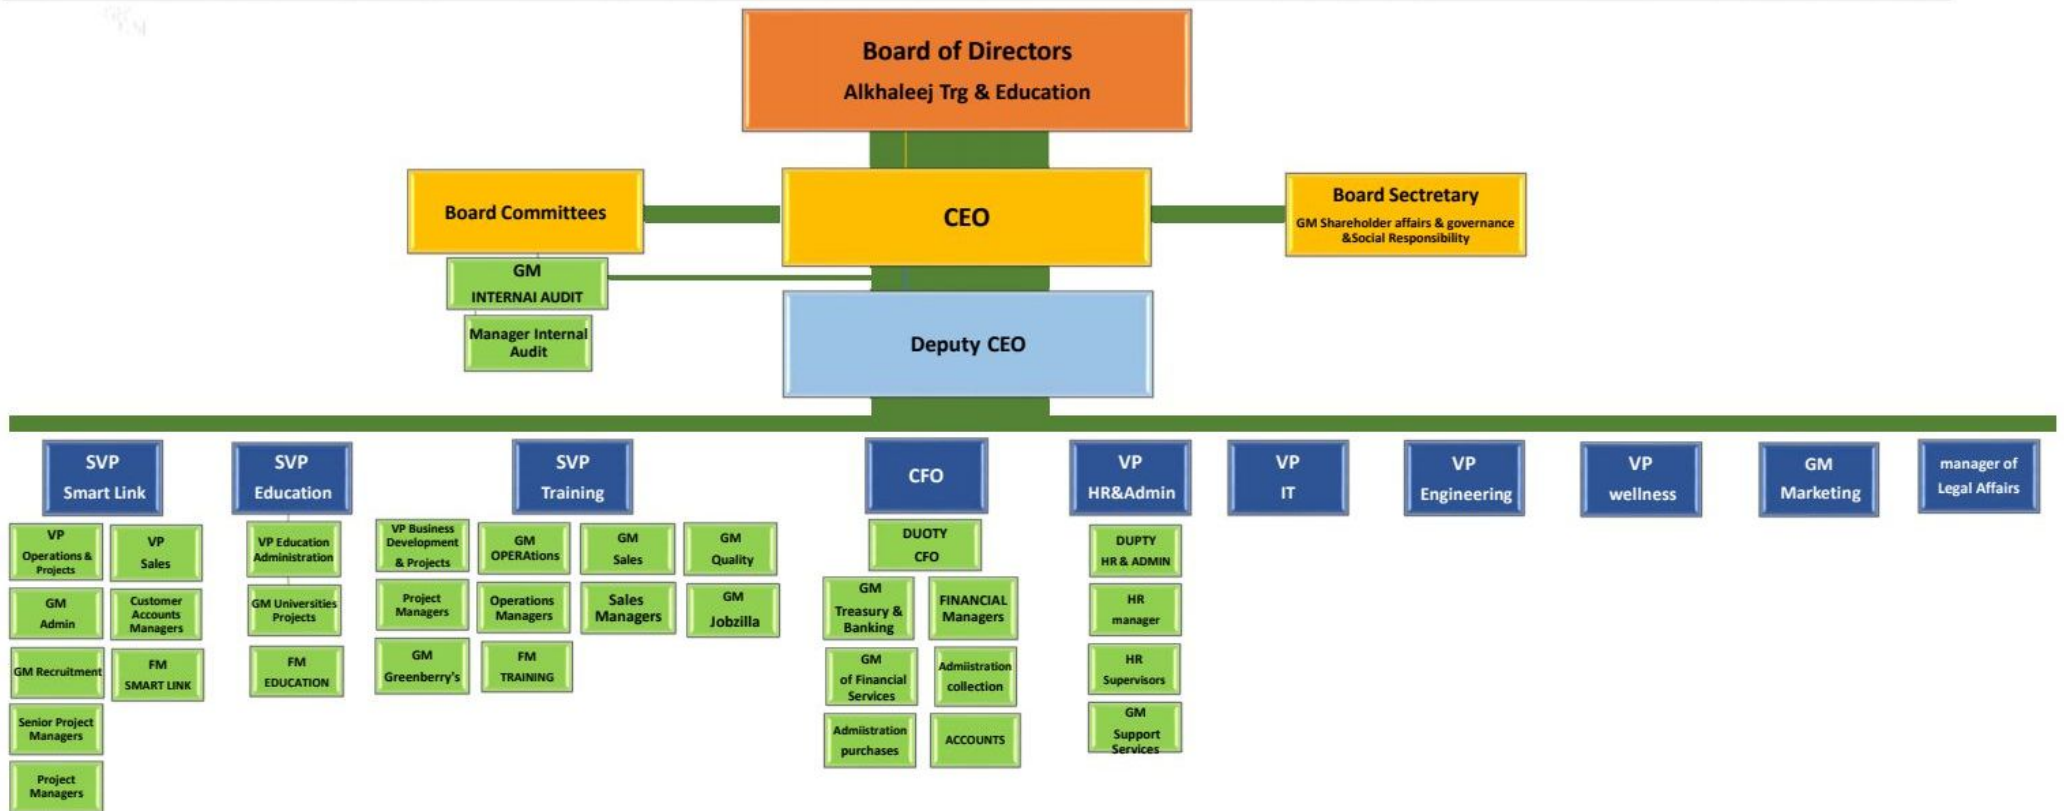 Board of Directors
Alkhaleej Trg & Education
Board Committees
CEO
Board Sectretary
GM Shareholder affairs & governance
&Social Responsibility
GM
INTERNAI AUDIT
Manager Internal
Audit
Deputy CEO
SVP
Smart Link
SVP
Education
SVP
Training
CFO
VP
HR&Admin
VP
IT
VP
Engineering
VP
wellness
GM
Marketing
manager of
Legal Affairs
VP
Operations &
Projects
VP
Sales
GM
Admin
Customer
Accounts
Managers
GM Recruitment
FM
SMART LINK
Senior Project
Managers
Project
Managers
VP Education
Administration
GM Universities
Projects
FM
EDUCATION
VP Business
Development
& Projects
GM
OPERAtions
GM
Sales
GM
Quality
Project
Managers
Operations
Managers
Sales
Managers
GM
Jobzilla
GM
Greenberry's
FM
TRAINING
DUOTY
CFO
GM
Treasury &
Banking
FINANCIAL
Managers
GM
of Financial
Services
Admiistration
collection
Admiistration
purchases
ACCOUNTS
DUPTY
HR & ADMIN
HR
manager
HR
Supervisors
GM
Support
Services